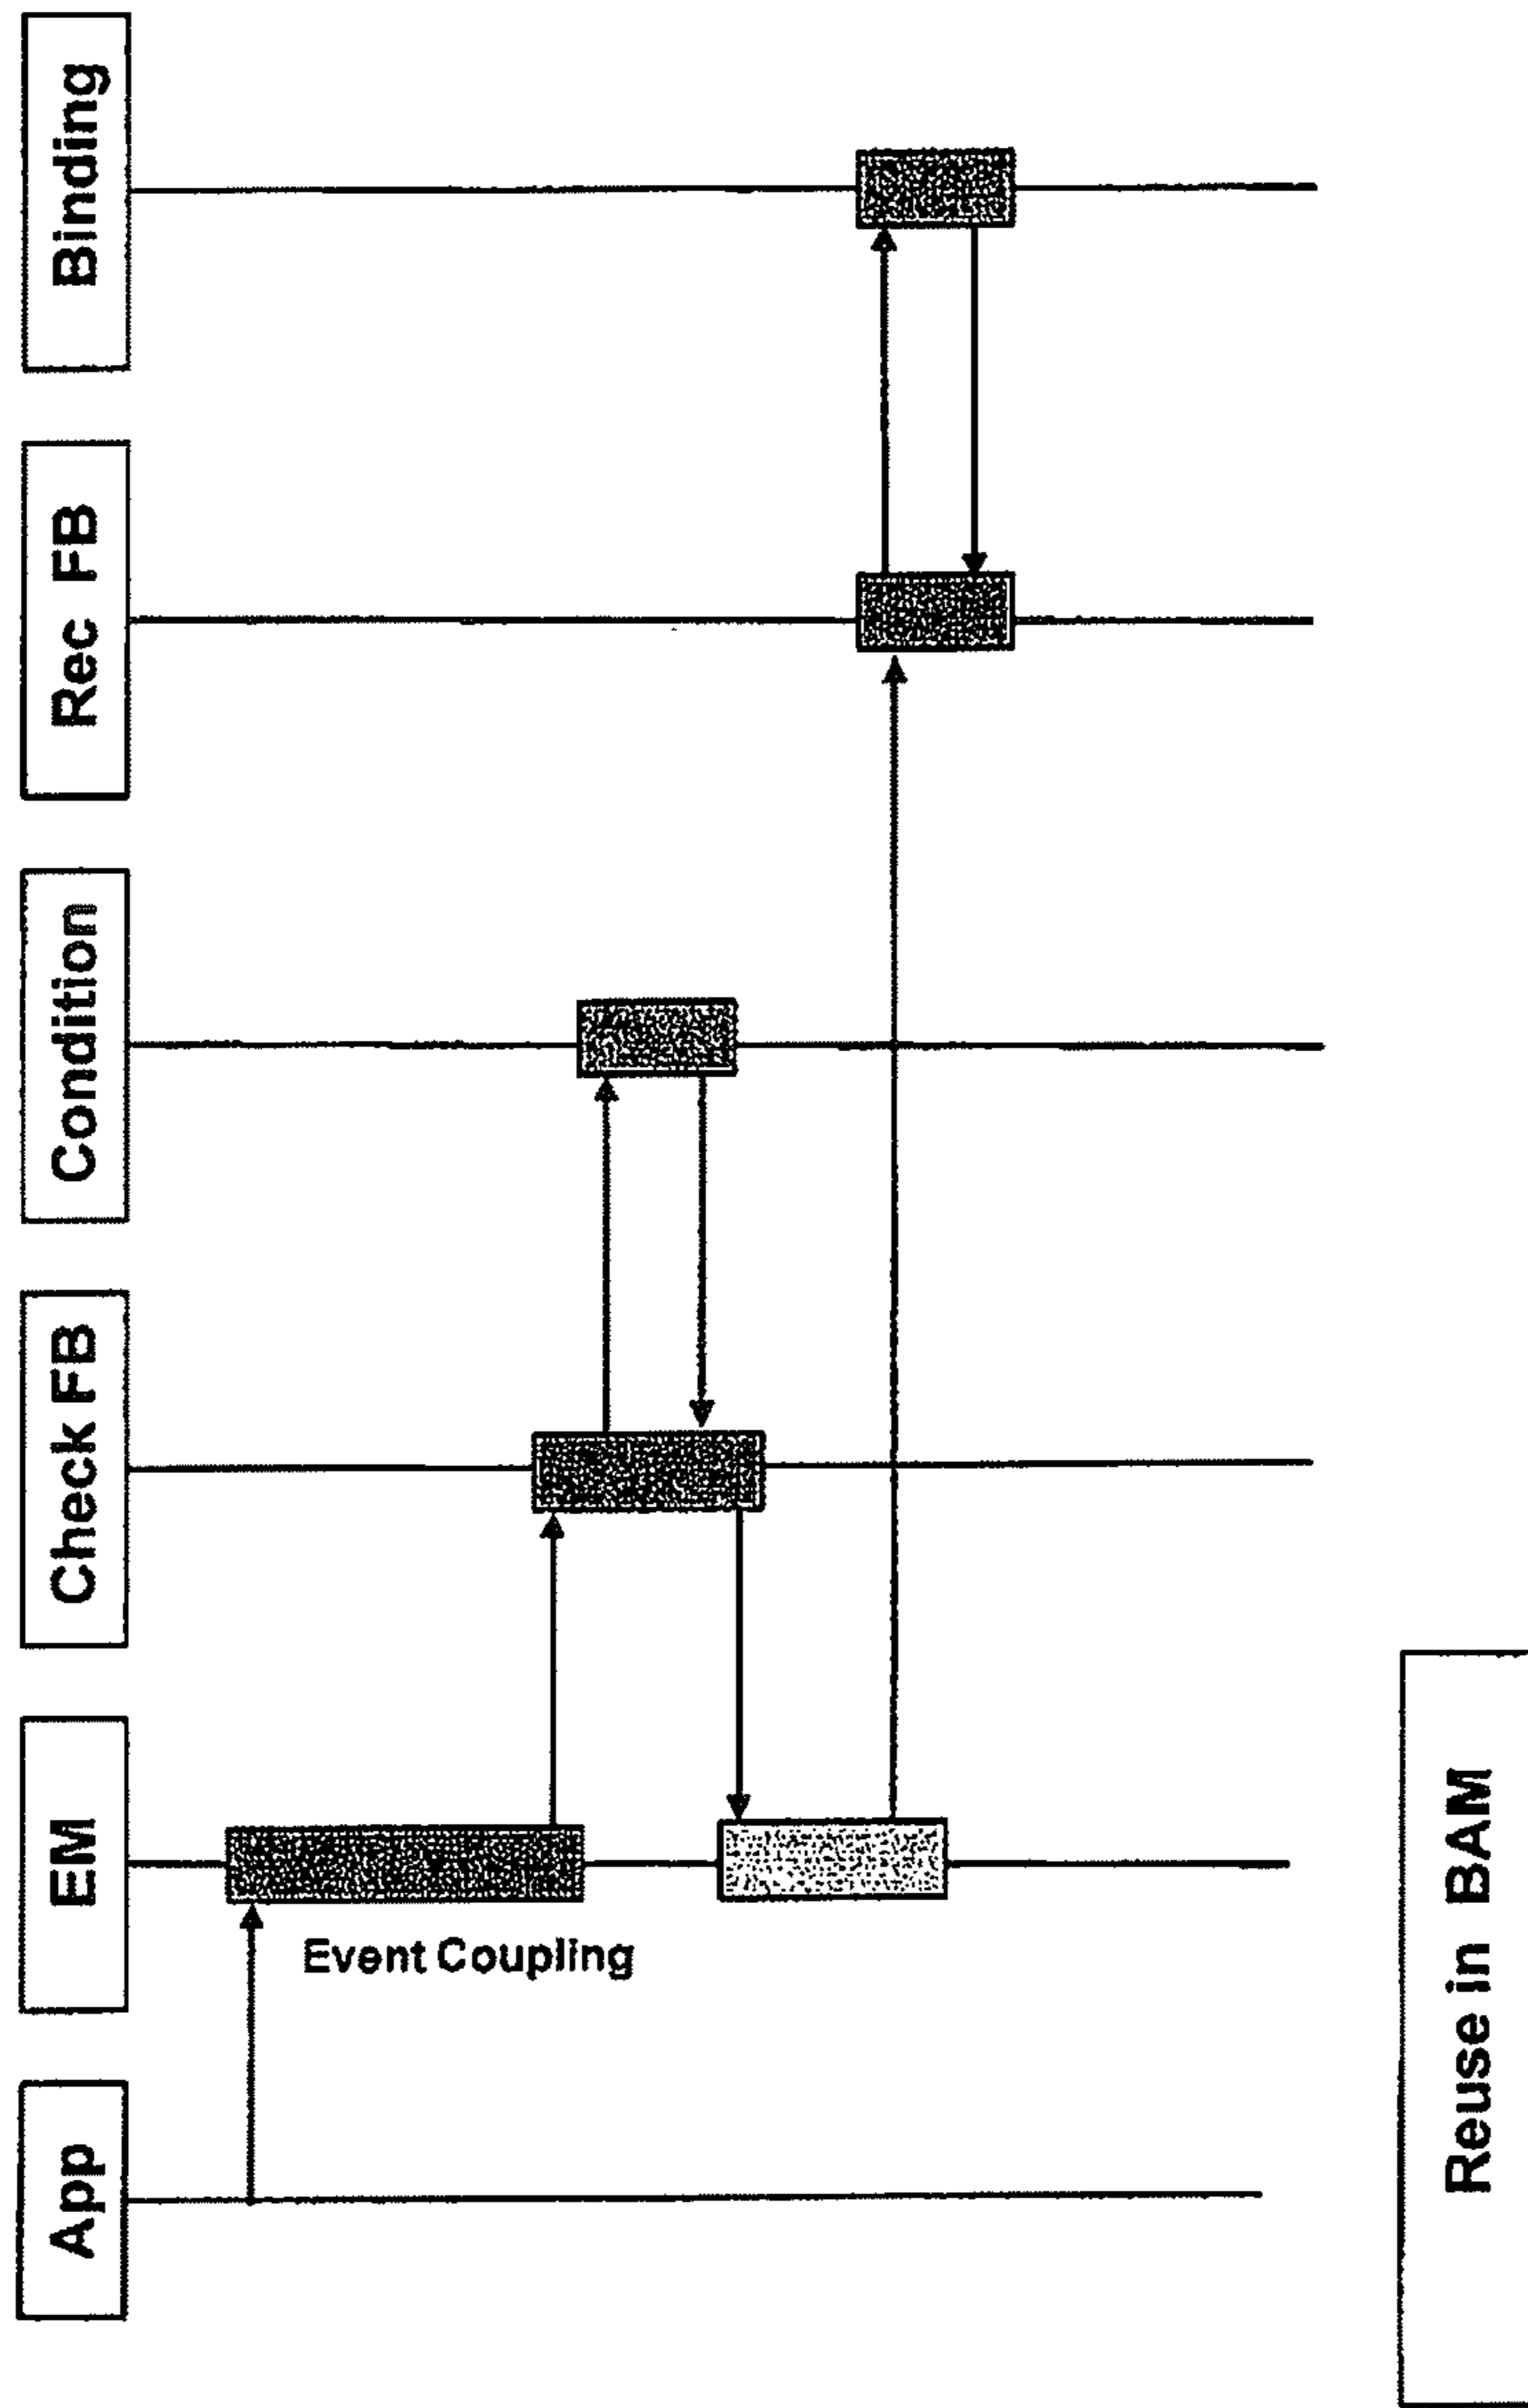 App
EM
Check FB
Condition
Rec FB
Binding
Event Coupling
Reuse in BAM